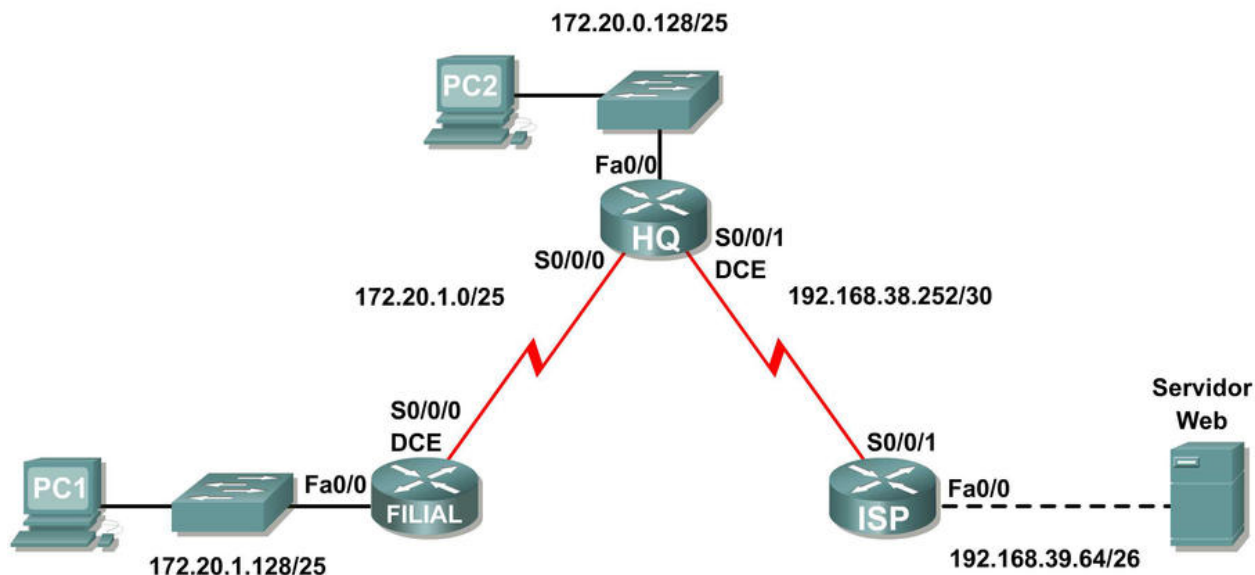 172.20.0.128/25
PC2
Fa0/0
HQ
S0/0/0
S0/0/1
DCE
172.20.1.0/25
192.168.38.252/30
S0/0/0
DCE
PC1
Fa0/0
FILIAL
172.20.1.128/25
S0/0/1
ISP
Fa0/0
Servidor
Web
192.168.39.64/26